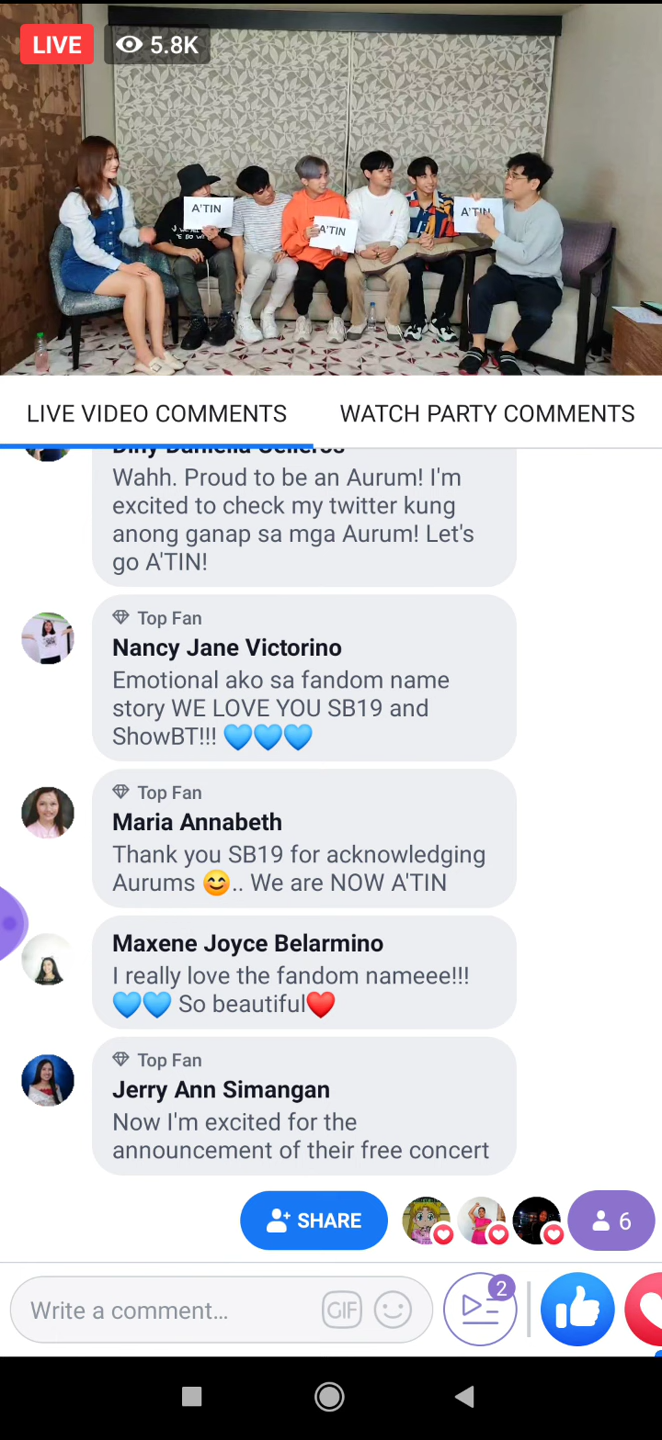 LIVE
5.8K
A'TIN
A'TIN
A'TIN
LIVE VIDEO COMMENTS
WATCH PARTY COMMENTS
Wahh. Proud to be an Aurum! I'm
excited to check my twitter kung
anong ganap sa mga Aurum! Let's
go A'TIN!
Top Fan
Nancy Jane Victorino
Emotional ako sa fandom name
story WE LOVE YOU SB19 and
ShowBT!!! 💙💙💙
Top Fan
Maria Annabeth
Thank you SB19 for acknowledging
Aurums 😊.. We are NOW A'TIN
Maxene Joyce Belarmino
I really love the fandom nameee!!!
💙💙 So beautiful❤️
Top Fan
Jerry Ann Simangan
Now I'm excited for the
announcement of their free concert
SHARE
6
Write a comment...
GIF
2